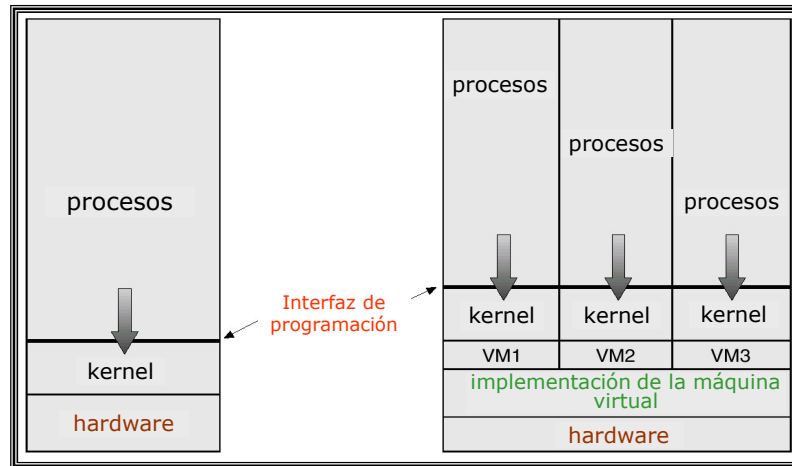 procesos
kernel
hardware
Interfaz de
programación
procesos
procesos
procesos
kernel
kernel
kernel
VM1
VM2
VM3
implementación de la máquina
virtual
hardware